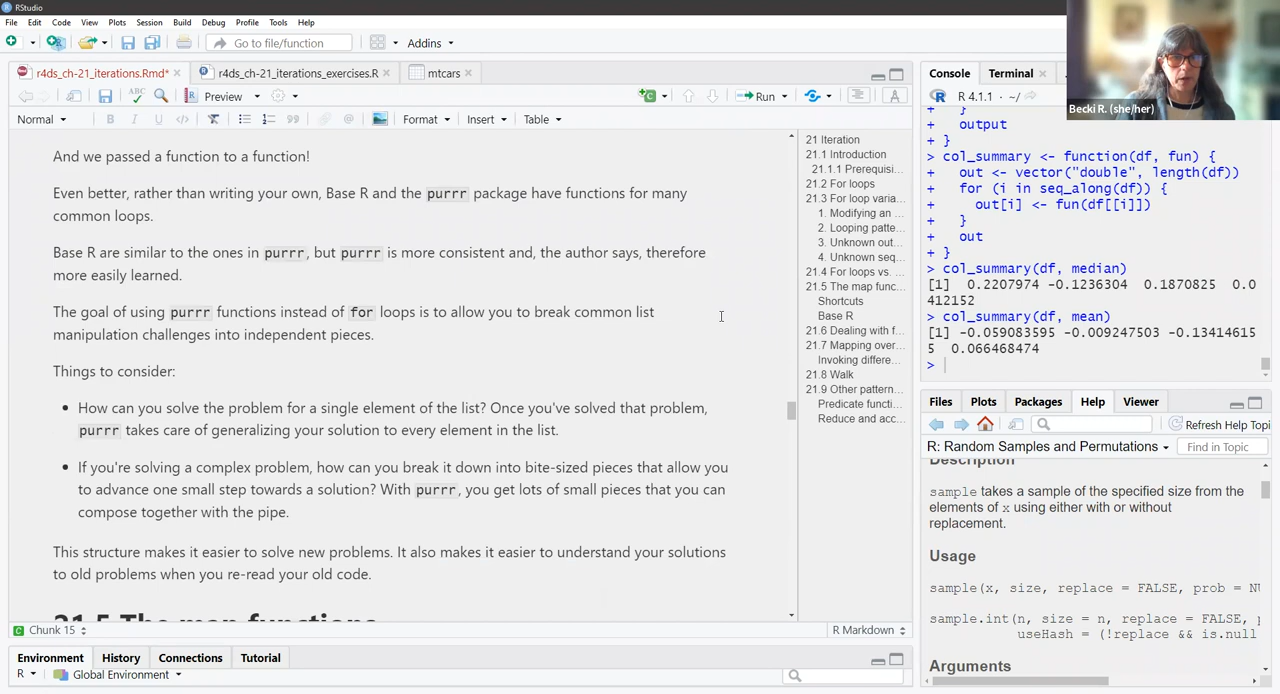 RStudio
File Edit Code View Plots Session Build Debug Profile Tools Help
Go to file/function Addins
r4ds_ch-21_iterations.Rmd* r4ds_ch-21_iterations_exercises.R mtcars
ABC Preview Run
Normal B I U </> Format Insert Table
And we passed a function to a function!
Even better, rather than writing your own, Base R and the purrr package have functions for many
common loops.
Base R are similar to the ones in purrr, but purrr is more consistent and, the author says, therefore
more easily learned.
The goal of using purrr functions instead of for loops is to allow you to break common list
manipulation challenges into independent pieces.
Things to consider:
• How can you solve the problem for a single element of the list? Once you've solved that problem,
purrr takes care of generalizing your solution to every element in the list.
• If you're solving a complex problem, how can you break it down into bite-sized pieces that allow you
to advance one small step towards a solution? With purrr, you get lots of small pieces that you can
compose together with the pipe.
This structure makes it easier to solve new problems. It also makes it easier to understand your solutions
to old problems when you re-read your old code.
21.5 The map functions
Chunk 15 R Markdown
21 Iteration
21.1 Introduction
21.1.1 Prerequisi...
21.2 For loops
21.3 For loop varia...
1. Modifying an ...
2. Looping patte...
3. Unknown out...
4. Unknown seq...
21.4 For loops vs. ...
21.5 The map func...
Shortcuts
Base R
21.6 Dealing with f...
21.7 Mapping over...
Invoking differe...
21.8 Walk
21.9 Other pattern...
Predicate functi...
Reduce and acc...
Environment History Connections Tutorial
R Global Environment
Console Terminal
R 4.1.1 · ~/
+ }
+ output
+ }
> col_summary <- function(df, fun) {
+ out <- vector("double", length(df))
+ for (i in seq_along(df)) {
+ out[i] <- fun(df[[i]])
+ }
+ out
+ }
> col_summary(df, median)
[1] 0.2207974 -0.1236304 0.1870825 0.0
412152
> col_summary(df, mean)
[1] -0.059083595 -0.009247503 -0.13414615
5 0.066468474
>
Becki R. (she/her)
Files Plots Packages Help Viewer
Refresh Help Topi
R: Random Samples and Permutations Find in Topic
Description
sample takes a sample of the specified size from the
elements of x using either with or without
replacement.
Usage
sample(x, size, replace = FALSE, prob = NU
sample.int(n, size = n, replace = FALSE, p
useHash = (!replace && is.null
Arguments